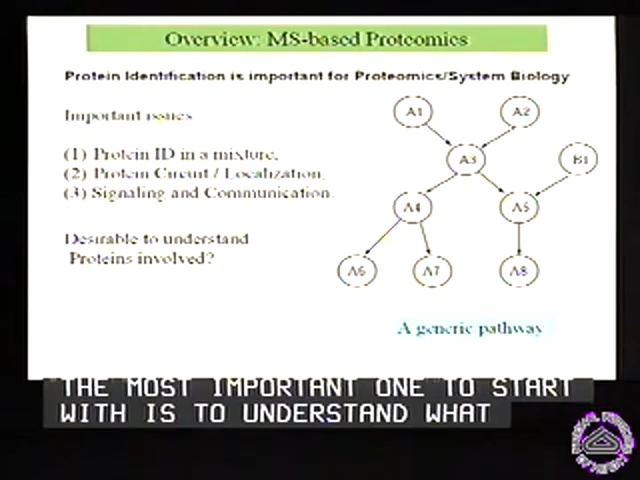 Overview: MS-based Proteomics
Protein Identification is important for Proteomics/System Biology
Important issues
(1) Protein ID in a mixture,
(2) Protein Circuit / Localization,
(3) Signaling and Communication.
Desirable to understand
Proteins involved?
A1
A2
A3
B1
A4
A5
A6
A7
A8
A generic pathway
THE MOST IMPORTANT ONE TO START
WITH IS TO UNDERSTAND WHAT